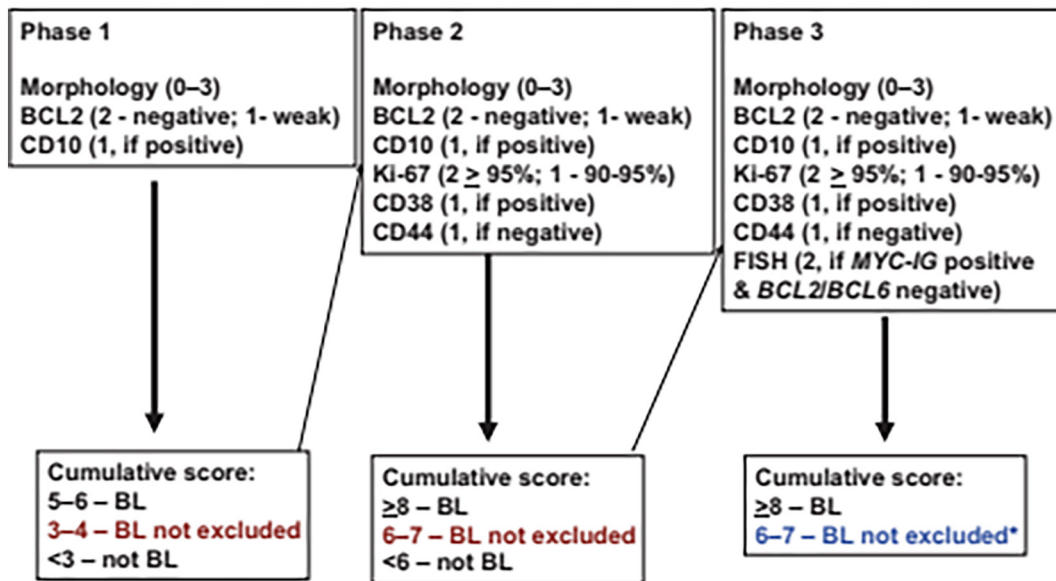 Phase 1
Morphology (0–3)
BCL2 (2 - negative; 1- weak)
CD10 (1, if positive)
Cumulative score:
5–6 – BL
3–4 – BL not excluded
<3 – not BL
Phase 2
Morphology (0–3)
BCL2 (2 - negative; 1- weak)
CD10 (1, if positive)
Ki-67 (2 ≥ 95%; 1 - 90-95%)
CD38 (1, if positive)
CD44 (1, if negative)
Cumulative score:
≥8 – BL
6–7 – BL not excluded
<6 – not BL
Phase 3
Morphology (0–3)
BCL2 (2 - negative; 1- weak)
CD10 (1, if positive)
Ki-67 (2 ≥ 95%; 1 - 90-95%)
CD38 (1, if positive)
CD44 (1, if negative)
FISH (2, if MYC-IG positive
& BCL2/BCL6 negative)
Cumulative score:
≥8 – BL
6–7 – BL not excluded*